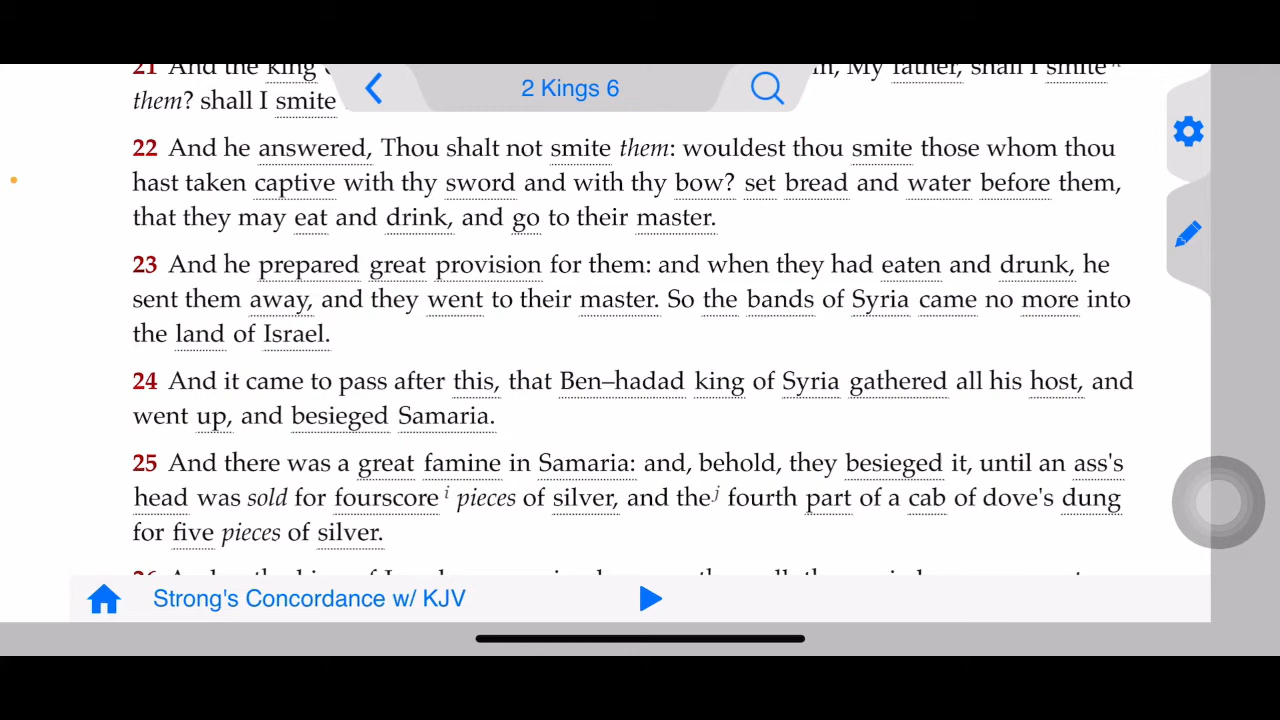 21 And the king
2 Kings 6
My father, shall I smite
them? shall I smite
22 And he answered, Thou shalt not smite them: wouldest thou smite those whom thou
hast taken captive with thy sword and with thy bow? set bread and water before them,
that they may eat and drink, and go to their master.
23 And he prepared great provision for them: and when they had eaten and drunk, he
sent them away, and they went to their master. So the bands of Syria came no more into
the land of Israel.
24 And it came to pass after this, that Ben–hadad king of Syria gathered all his host, and
went up, and besieged Samaria.
25 And there was a great famine in Samaria: and, behold, they besieged it, until an ass's
head was sold for fourscore i pieces of silver, and the j fourth part of a cab of dove's dung
for five pieces of silver.
Strong's Concordance w/ KJV